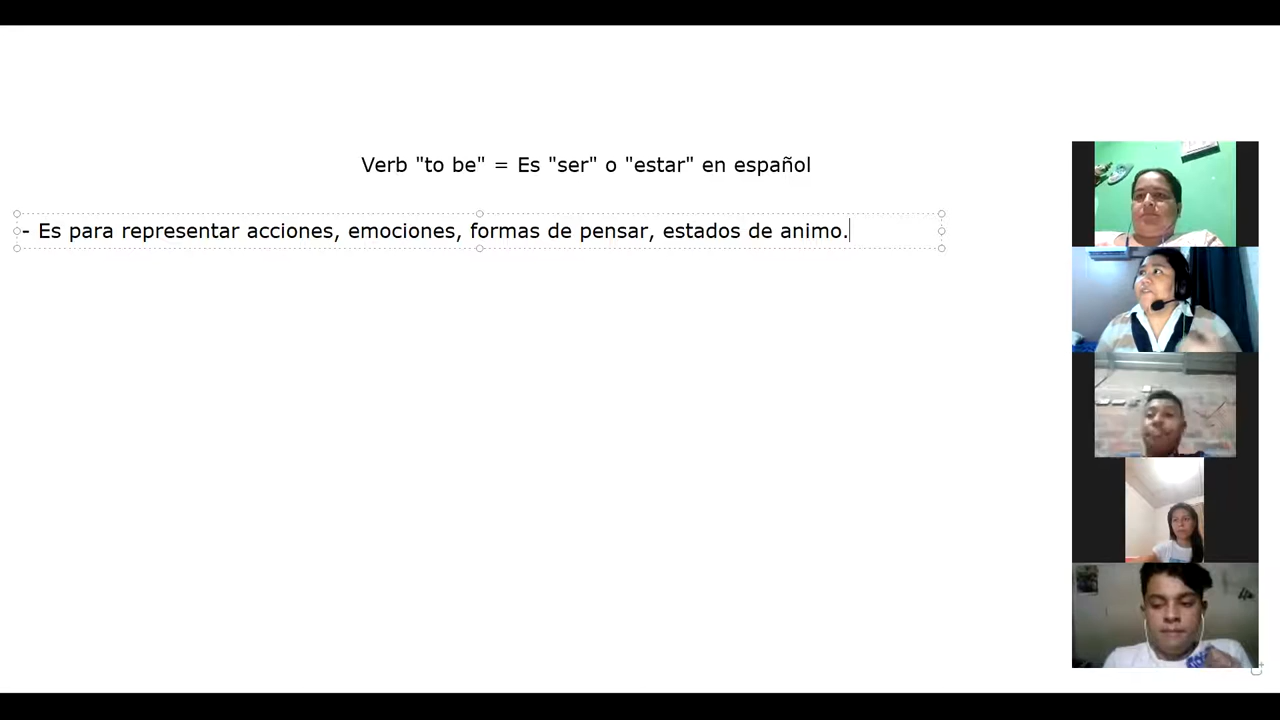 Verb "to be" = Es "ser" o "estar" en español
- Es para representar acciones, emociones, formas de pensar, estados de animo.